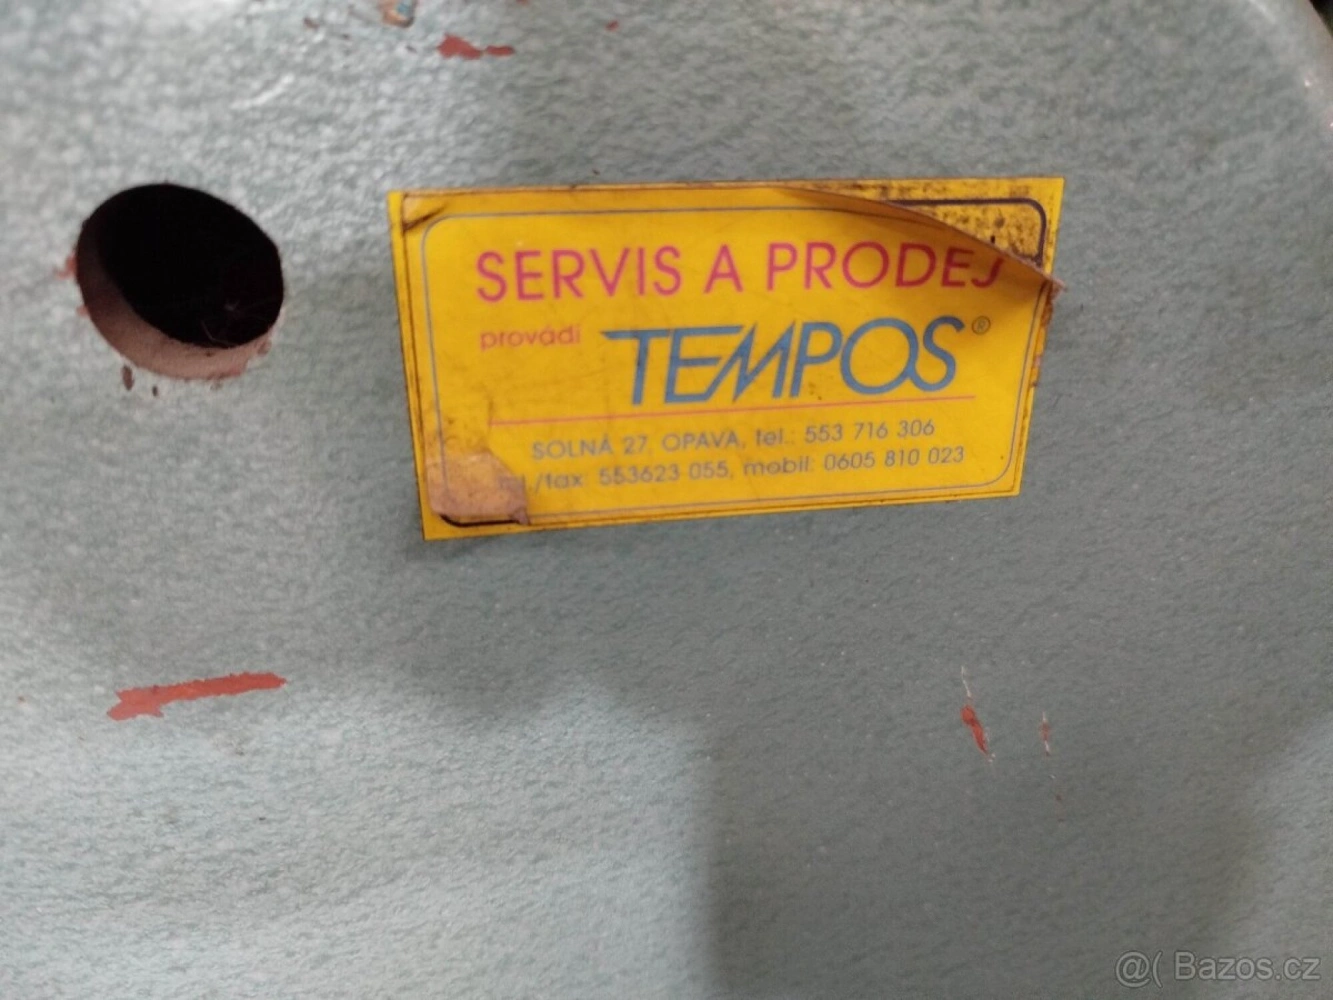 SERVIS A PRODEJ
provádí TEMPOS®
SOLNÁ 27, OPAVA, tel.: 553 716 306
/fax: 553623 055, mobil: 0605 810 023
@( Bazos.cz